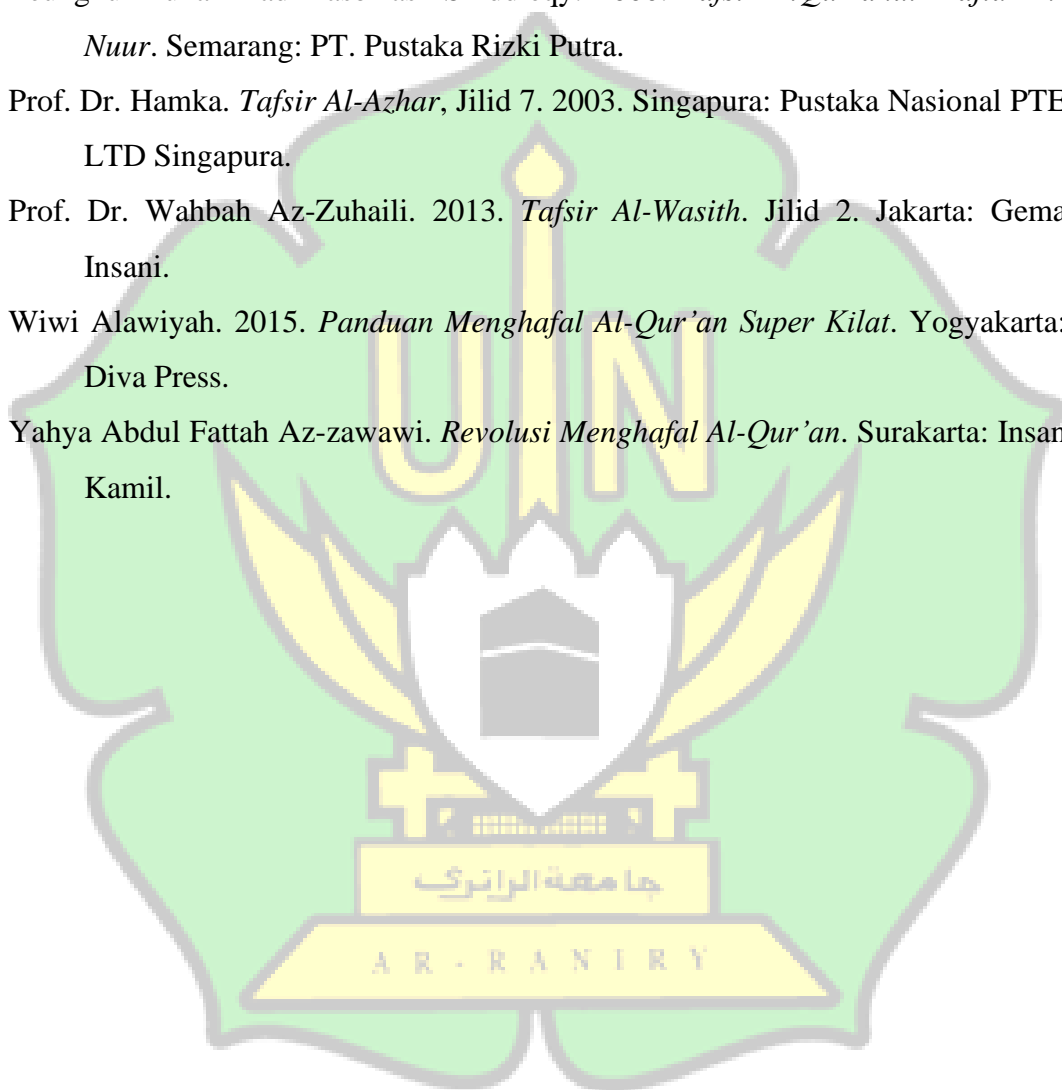 Nuur. Semarang: PT. Pustaka Rizki Putra.
Prof. Dr. Hamka. Tafsir Al-Azhar, Jilid 7. 2003. Singapura: Pustaka Nasional PTE
LTD Singapura.
Prof. Dr. Wahbah Az-Zuhaili. 2013. Tafsir Al-Wasith. Jilid 2. Jakarta: Gema
Insani.
Wiwi Alawiyah. 2015. Panduan Menghafal Al-Qur’an Super Kilat. Yogyakarta:
Diva Press.
Yahya Abdul Fattah Az-zawawi. Revolusi Menghafal Al-Qur’an. Surakarta: Insan
Kamil.
UIN
جامعة الرانري
AR-RANIRY